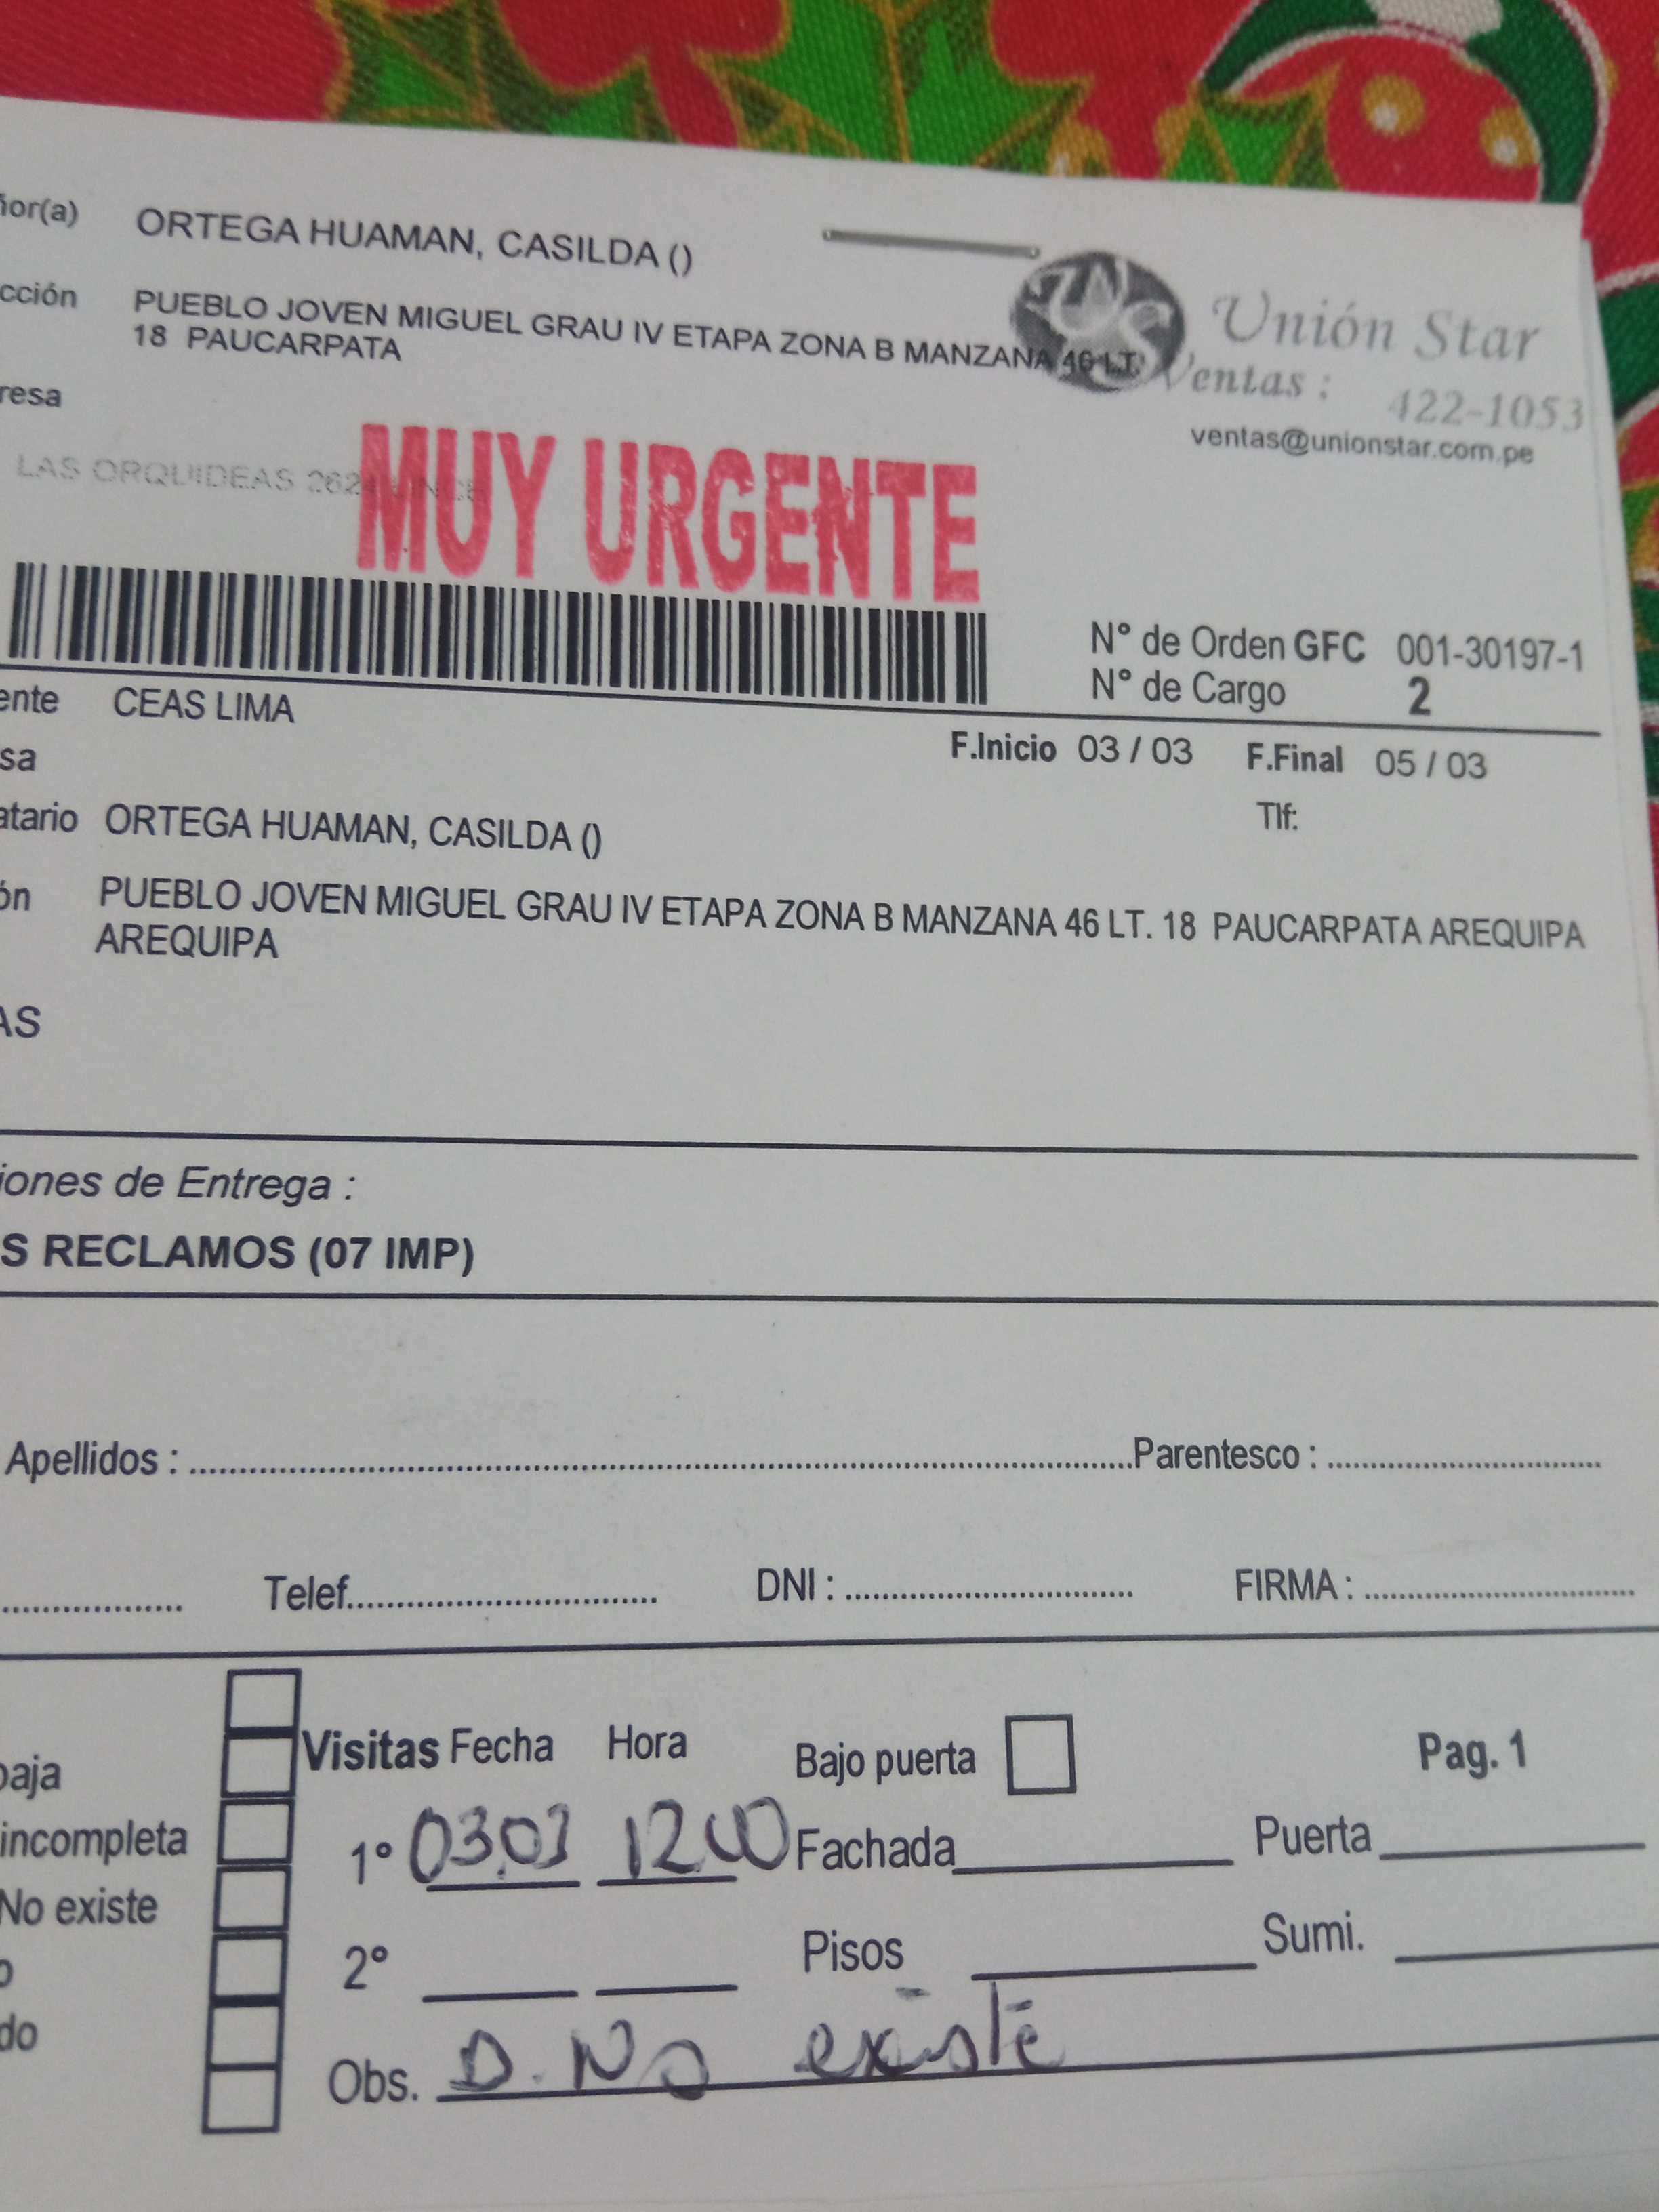 ñor(a) ORTEGA HUAMAN, CASILDA ()
cción PUEBLO JOVEN MIGUEL GRAU IV ETAPA ZONA B MANZANA 46 LT.
18 PAUCARPATA
Unión Star
Ventas : 422-1053
ventas@unionstar.com.pe
resa
LAS ORQUIDEAS
MUY URGENTE
N° de Orden GFC 001-30197-1
N° de Cargo 2
ente CEAS LIMA
F.Inicio 03 / 03 F.Final 05 / 03
sa
Tlf:
atario ORTEGA HUAMAN, CASILDA ()
ón PUEBLO JOVEN MIGUEL GRAU IV ETAPA ZONA B MANZANA 46 LT. 18 PAUCARPATA AREQUIPA
AREQUIPA
AS
iones de Entrega :
S RECLAMOS (07 IMP)
Apellidos : Parentesco :
Telef. DNI : FIRMA :
Visitas Fecha Hora Bajo puerta Pag. 1
baja
incompleta 1° 03.03 12.00 Fachada Puerta
No existe
o 2° Pisos Sumi.
do
Obs. D. No existe